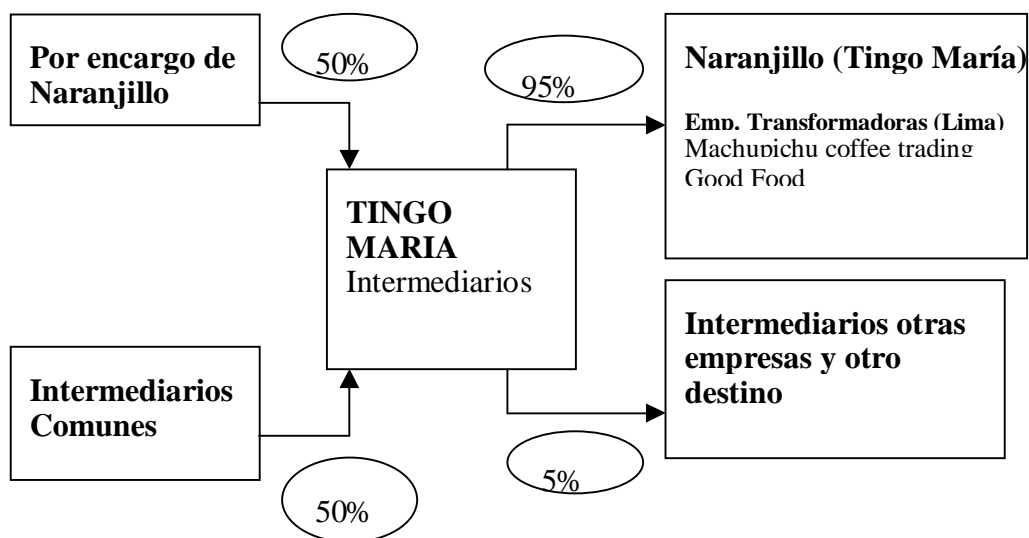 Por encargo de
Naranjillo
50%
95%
Naranjillo (Tingo María)
Emp. Transformadoras (Lima)
Machupichu coffee trading
Good Food
TINGO
MARIA
Intermediarios
Intermediarios
Comunes
50%
5%
Intermediarios otras
empresas y otro
destino